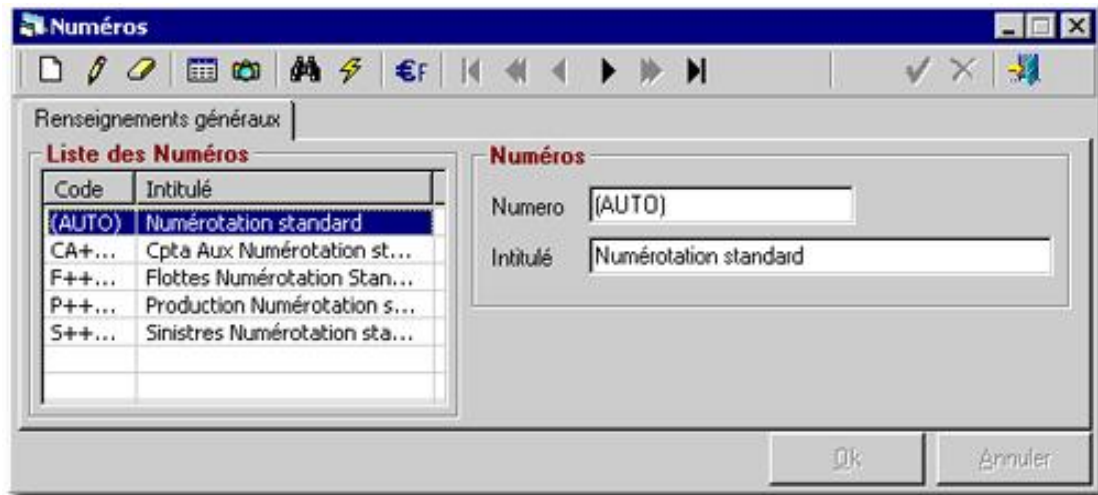 Numéros
€F
Renseignements généraux
Liste des Numéros
Code Intitulé
(AUTO) Numérotation standard
CA+... Cpta Aux Numérotation st...
F++... Flottes Numérotation Stan...
P++... Production Numérotation s...
S++... Sinistres Numérotation sta...
Numéros
Numero (AUTO)
Intitulé Numérotation standard
Ok Annuler